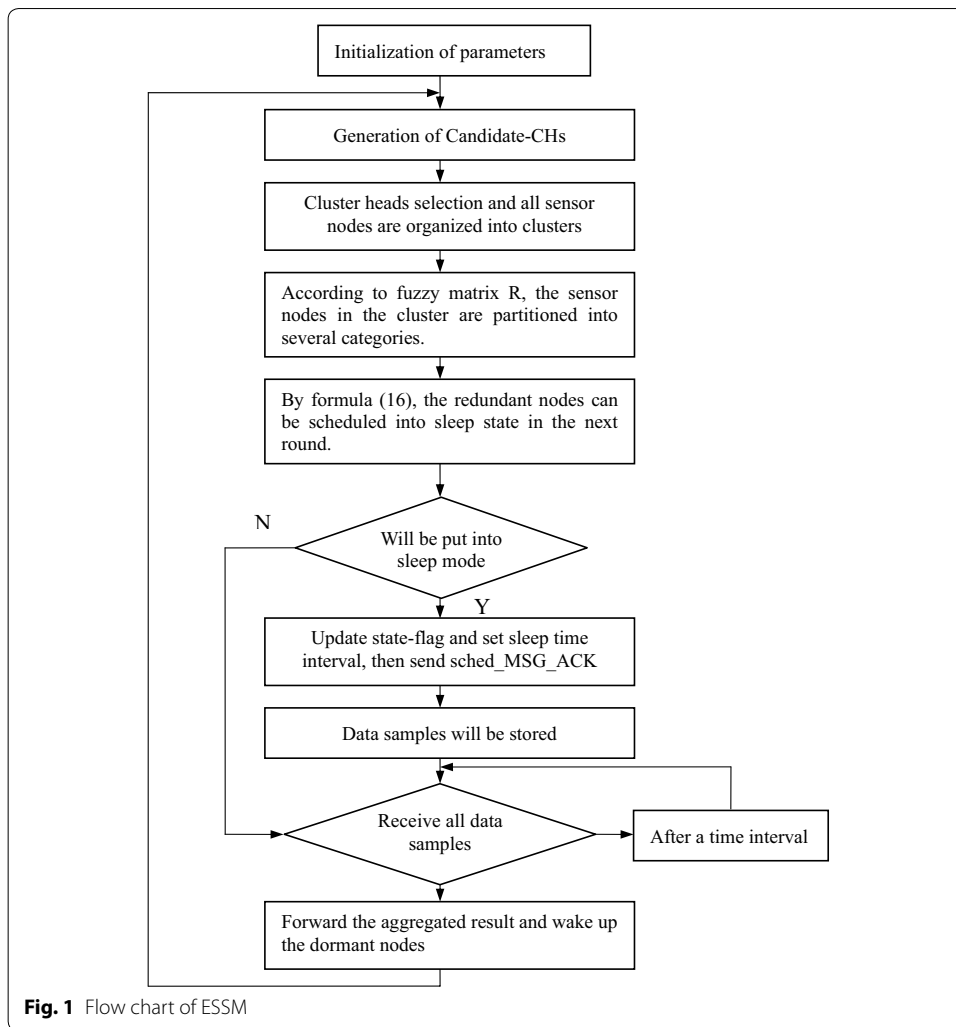 Initialization of parameters
Generation of Candidate-CHs
Cluster heads selection and all sensor
nodes are organized into clusters
According to fuzzy matrix R, the sensor
nodes in the cluster are partitioned into
several categories.
By formula (16), the redundant nodes can
be scheduled into sleep state in the next
round.
N
Will be put into
sleep mode
Y
Update state-flag and set sleep time
interval, then send sched_MSG_ACK
Data samples will be stored
Receive all data
samples
After a time interval
Forward the aggregated result and wake up
the dormant nodes
Fig. 1 Flow chart of ESSM